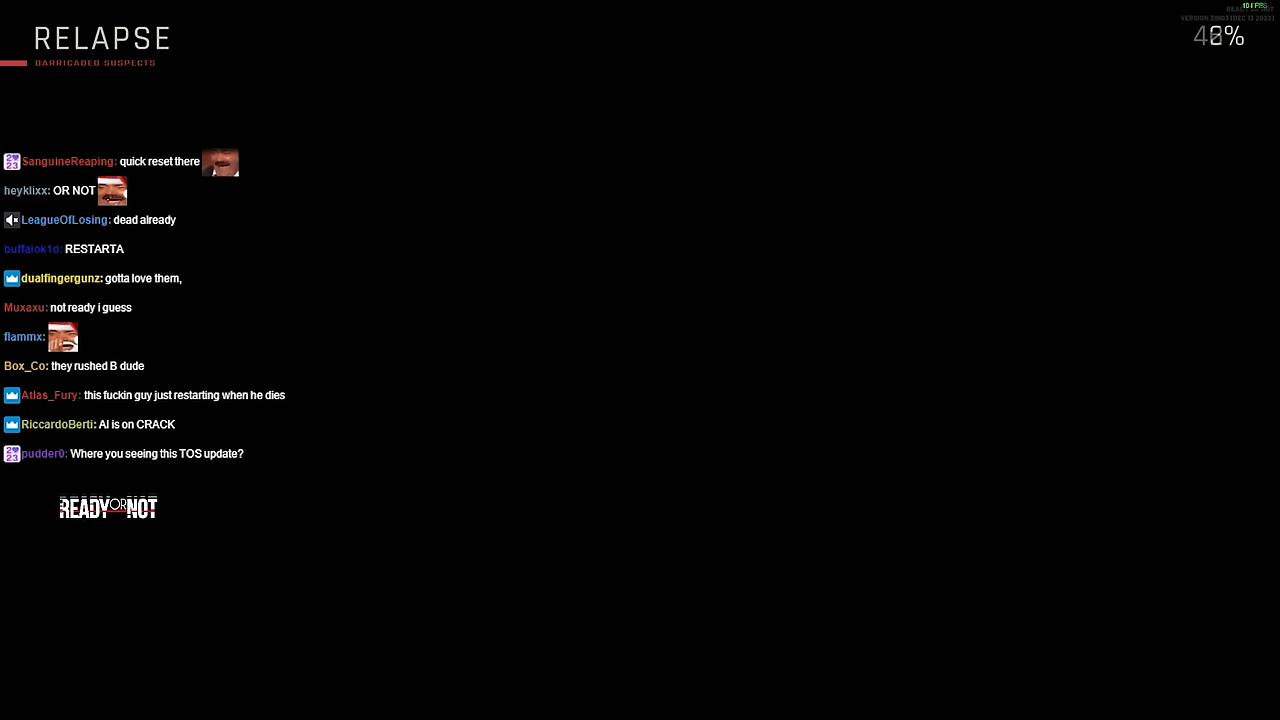 RELAPSE
BARRICADED SUSPECTS
101 FPS
%
SanguineReaping: quick reset there
heyklixx: OR NOT
LeagueOfLosing: dead already
buffalok1d: RESTARTA
dualfingergunz: gotta love them,
Muxaxu: not ready i guess
flammx:
Box_Co: they rushed B dude
Atlas_Fury: this fuckin guy just restarting when he dies
RiccardoBerti: AI is on CRACK
pudder0: Where you seeing this TOS update?
READY OR NOT